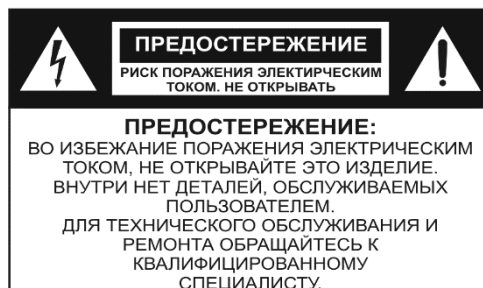 ПРЕДОСТЕРЕЖЕНИЕ
РИСК ПОРАЖЕНИЯ ЭЛЕКТИРЧЕСКИМ
ТОКОМ. НЕ ОТКРЫВАТЬ
ПРЕДОСТЕРЕЖЕНИЕ:
ВО ИЗБЕЖАНИЕ ПОРАЖЕНИЯ ЭЛЕКТРИЧЕСКИМ
ТОКОМ, НЕ ОТКРЫВАЙТЕ ЭТО ИЗДЕЛИЕ.
ВНУТРИ НЕТ ДЕТАЛЕЙ, ОБСЛУЖИВАЕМЫХ
ПОЛЬЗОВАТЕЛЕМ.
ДЛЯ ТЕХНИЧЕСКОГО ОБСЛУЖИВАНИЯ И
РЕМОНТА ОБРАЩАЙТЕСЬ К
КВАЛИФИЦИРОВАННОМУ
СПЕЦИАЛИСТУ.